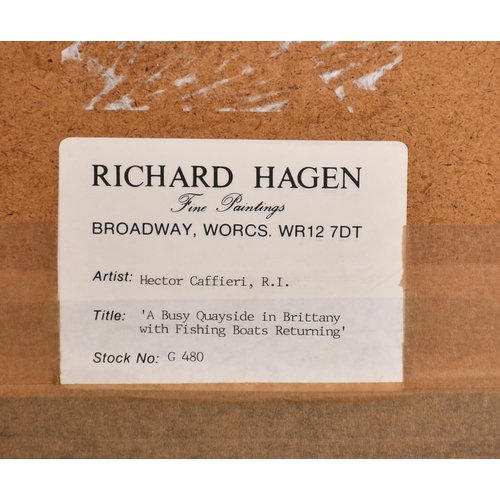 RICHARD HAGEN
Fine Paintings
BROADWAY, WORCS. WR12 7DT
Artist: Hector Caffieri, R.I.
Title: 'A Busy Quayside in Brittany
with Fishing Boats Returning'
Stock No: G 480